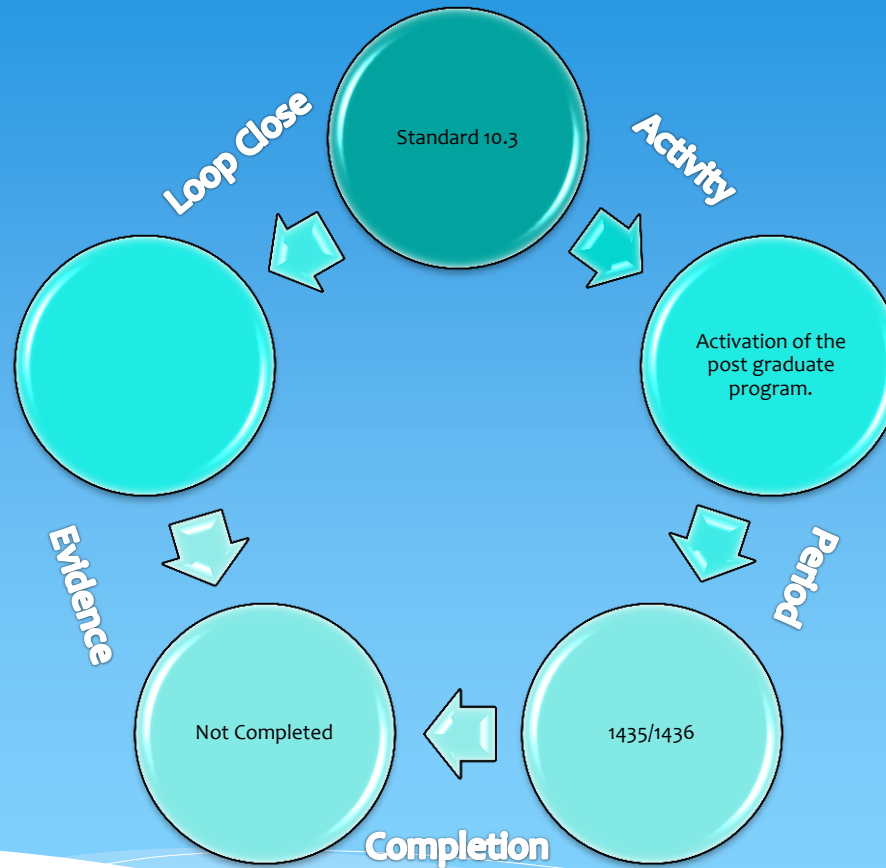 Standard 10.3
Activity
Activation of the
post graduate
program.
Period
1435/1436
Completion
Not Completed
Evidence
Loop Close